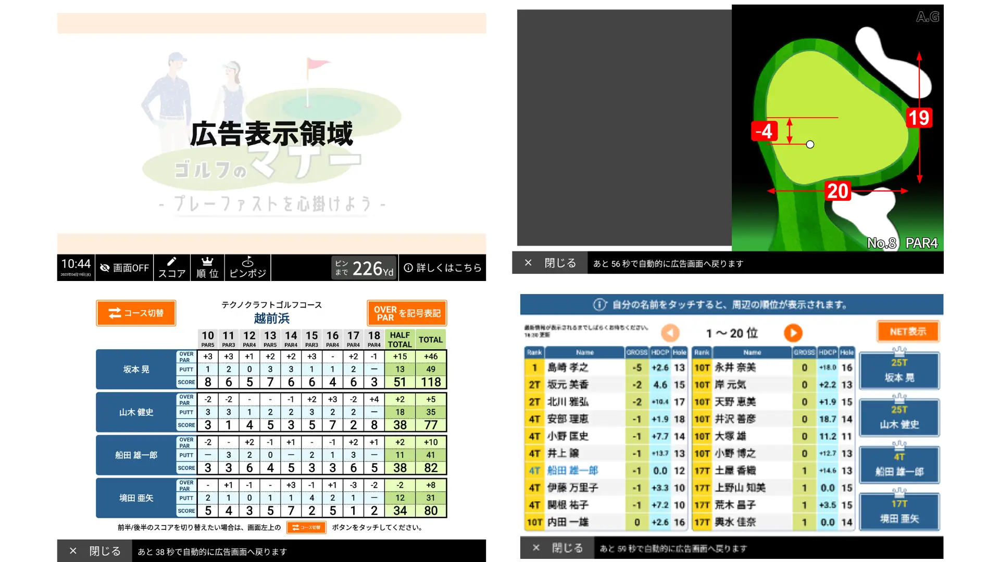 広告表示領域
ゴルフのマナー
- プレーファストを心掛けよう -
10:44
2023年04月19日(水)
画面OFF
スコア
順 位
ピンポジ
ピンまで 226Yd
詳しくはこちら
A.G
19
-4
20
No.8 PAR4
× 閉じる あと 56 秒で自動的に広告画面へ戻ります
コース切替
テクノクラフトゴルフコース
越前浜
OVER PAR を記号表記
10 11 12 13 14 15 16 17 18 HALF TOTAL TOTAL
PAR5 PAR3 PAR4 PAR5 PAR4 PAR3 PAR4 PAR4 PAR4
坂本 晃
OVER PAR +3 +3 +1 +2 +2 +3 - +2 -1 +15 +46
PUTT 1 2 0 3 3 1 1 2 — 13 49
SCORE 8 6 5 7 6 6 4 6 3 51 118
山木 健史
OVER PAR -2 -2 - - -1 +2 +3 -2 +4 +2 +5
PUTT 3 3 1 2 2 3 2 2 — 18 35
SCORE 3 1 4 5 3 5 7 2 8 38 77
船田 雄一郎
OVER PAR -2 - +2 -1 +1 - -1 +2 +1 +2 +10
PUTT — 3 2 0 — 2 1 3 — 11 41
SCORE 3 3 6 4 5 3 3 6 5 38 82
境田 亜矢
OVER PAR - +1 -1 - +3 -1 +1 -3 -2 -2 +8
PUTT 2 1 0 1 1 4 2 1 — 12 31
SCORE 5 4 3 5 7 2 5 1 2 34 80
前半/後半のスコアを切り替えたい場合は、画面左上の コース切替 ボタンをタッチしてください。
× 閉じる あと 38 秒で自動的に広告画面へ戻ります
自分の名前をタッチすると、周辺の順位が表示されます。
最新情報が表示されるまでしばらくお待ちください。
16:30 更新
1 ～ 20 位
NET表示
Rank Name GROSS HDCP Hole Rank Name GROSS HDCP Hole
1 島崎 孝之 -5 +2.6 13 10T 永井 奈美 0 +18.0 16
2T 坂元 美香 -2 4.6 15 10T 岸 元気 0 +2.2 13
2T 北川 雅弘 -2 +10.4 17 10T 天野 恵美 0 +1.9 15
4T 安部 理恵 -1 +1.9 18 10T 井沢 善彦 0 18.7 14
4T 小野 匡史 -1 +7.7 14 10T 大塚 雄 0 11.2 11
4T 井上 譲 -1 +13.7 13 10T 小野 博之 0 +12.7 13
4T 船田 雄一郎 -1 0.0 12 17T 土屋 香織 1 +14.6 13
4T 伊藤 万里子 -1 +3.3 10 17T 上野山 知美 1 0.0 15
4T 関根 祐子 -1 +7.2 10 17T 荒木 昌子 1 +3.5 15
10T 内田 一雄 0 +2.6 16 17T 輿水 佳奈 1 0.0 14
25T
坂本 晃
25T
山木 健史
4T
船田 雄一郎
17T
境田 亜矢
× 閉じる あと 59 秒で自動的に広告画面へ戻ります